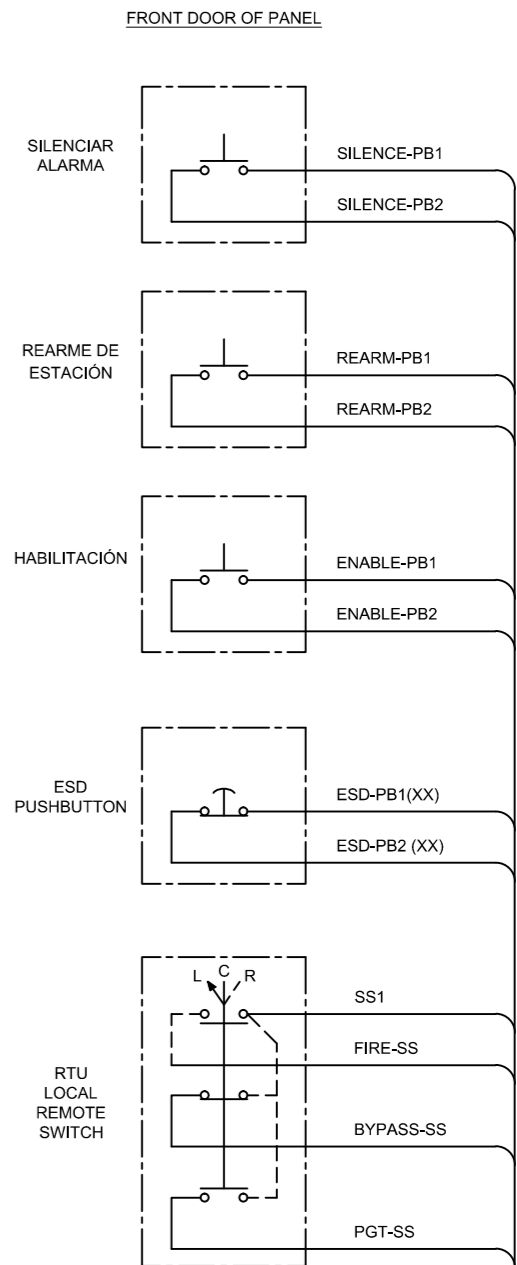 FRONT DOOR OF PANEL
SILENCIAR
ALARMA
SILENCE-PB1
SILENCE-PB2
REARME DE
ESTACIÓN
REARM-PB1
REARM-PB2
HABILITACIÓN
ENABLE-PB1
ENABLE-PB2
ESD
PUSHBUTTON
ESD-PB1(XX)
ESD-PB2 (XX)
L C R
RTU
LOCAL
REMOTE
SWITCH
SS1
FIRE-SS
BYPASS-SS
PGT-SS